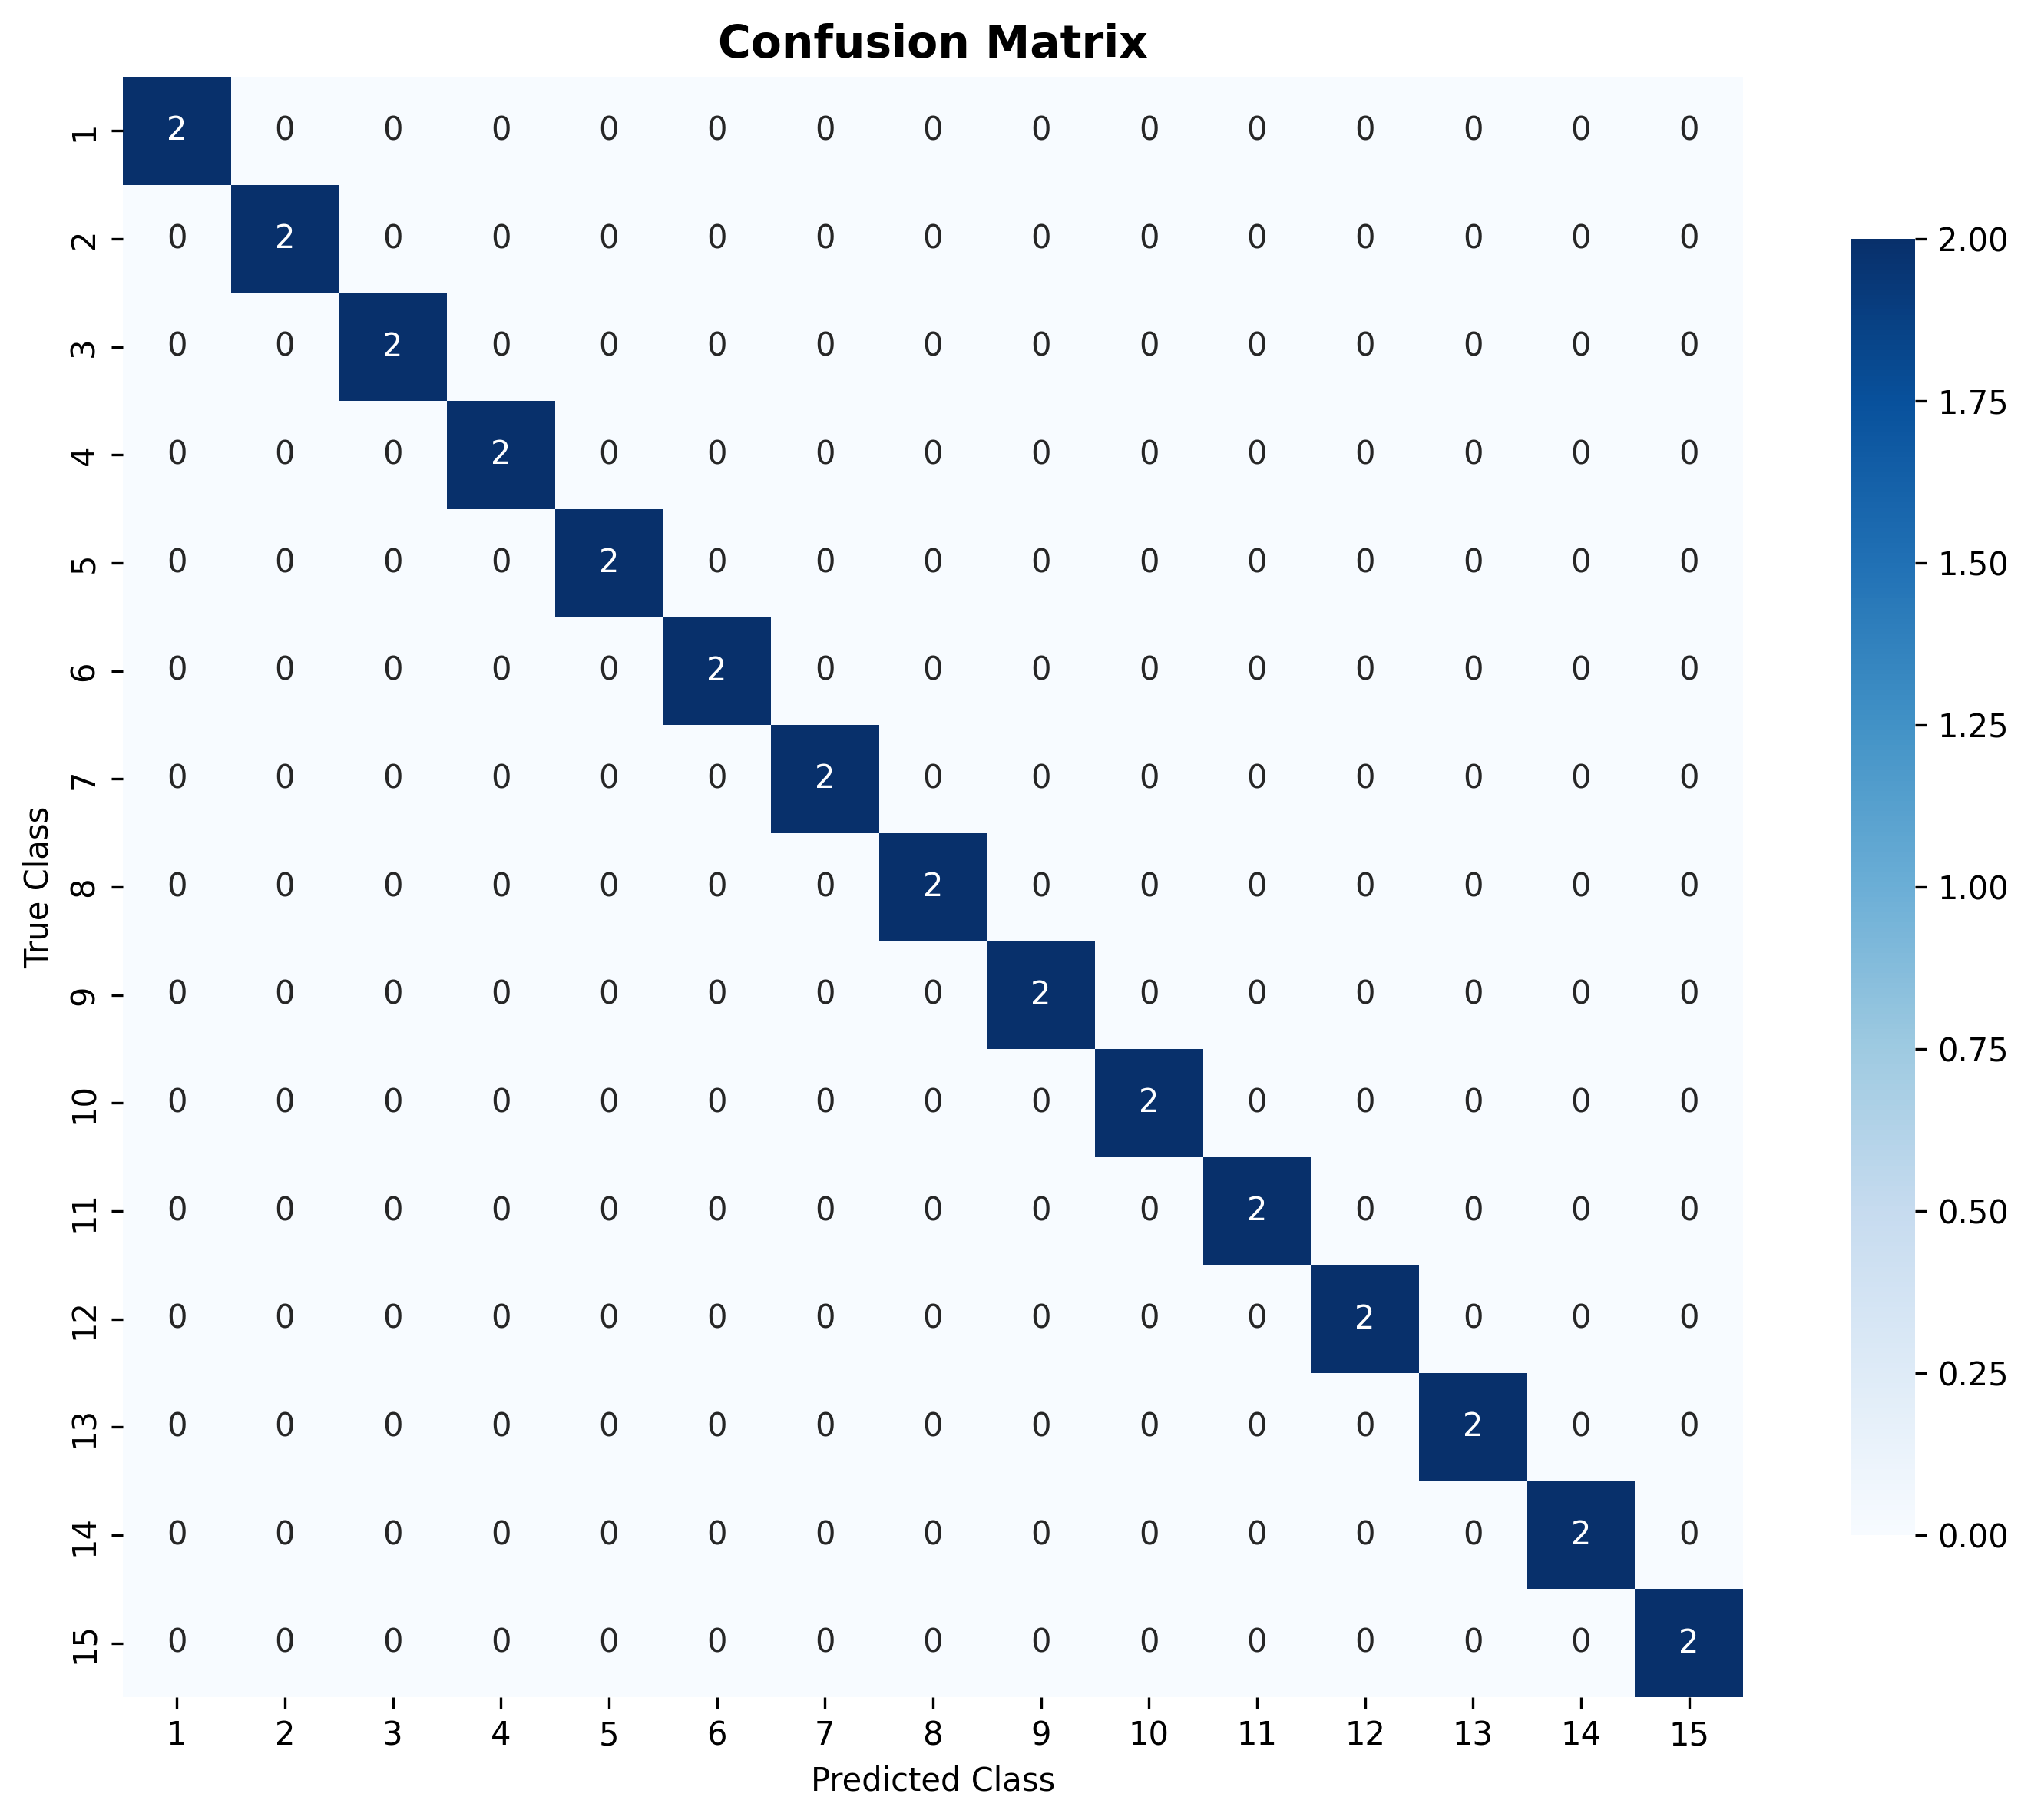 Confusion Matrix
1 2 0 0 0 0 0 0 0 0 0 0 0 0 0 0
2 0 2 0 0 0 0 0 0 0 0 0 0 0 0 0
3 0 0 2 0 0 0 0 0 0 0 0 0 0 0 0
4 0 0 0 2 0 0 0 0 0 0 0 0 0 0 0
5 0 0 0 0 2 0 0 0 0 0 0 0 0 0 0
6 0 0 0 0 0 2 0 0 0 0 0 0 0 0 0
7 0 0 0 0 0 0 2 0 0 0 0 0 0 0 0
8 0 0 0 0 0 0 0 2 0 0 0 0 0 0 0
9 0 0 0 0 0 0 0 0 2 0 0 0 0 0 0
10 0 0 0 0 0 0 0 0 0 2 0 0 0 0 0
11 0 0 0 0 0 0 0 0 0 0 2 0 0 0 0
12 0 0 0 0 0 0 0 0 0 0 0 2 0 0 0
13 0 0 0 0 0 0 0 0 0 0 0 0 2 0 0
14 0 0 0 0 0 0 0 0 0 0 0 0 0 2 0
15 0 0 0 0 0 0 0 0 0 0 0 0 0 0 2
1 2 3 4 5 6 7 8 9 10 11 12 13 14 15
Predicted Class
True Class
2.00
1.75
1.50
1.25
1.00
0.75
0.50
0.25
0.00